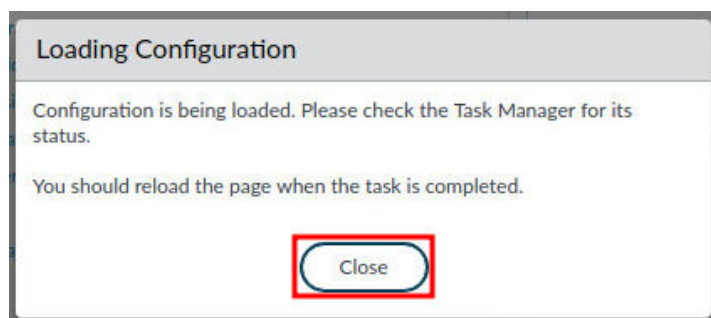 Loading Configuration
Configuration is being loaded. Please check the Task Manager for its
status.
You should reload the page when the task is completed.
Close